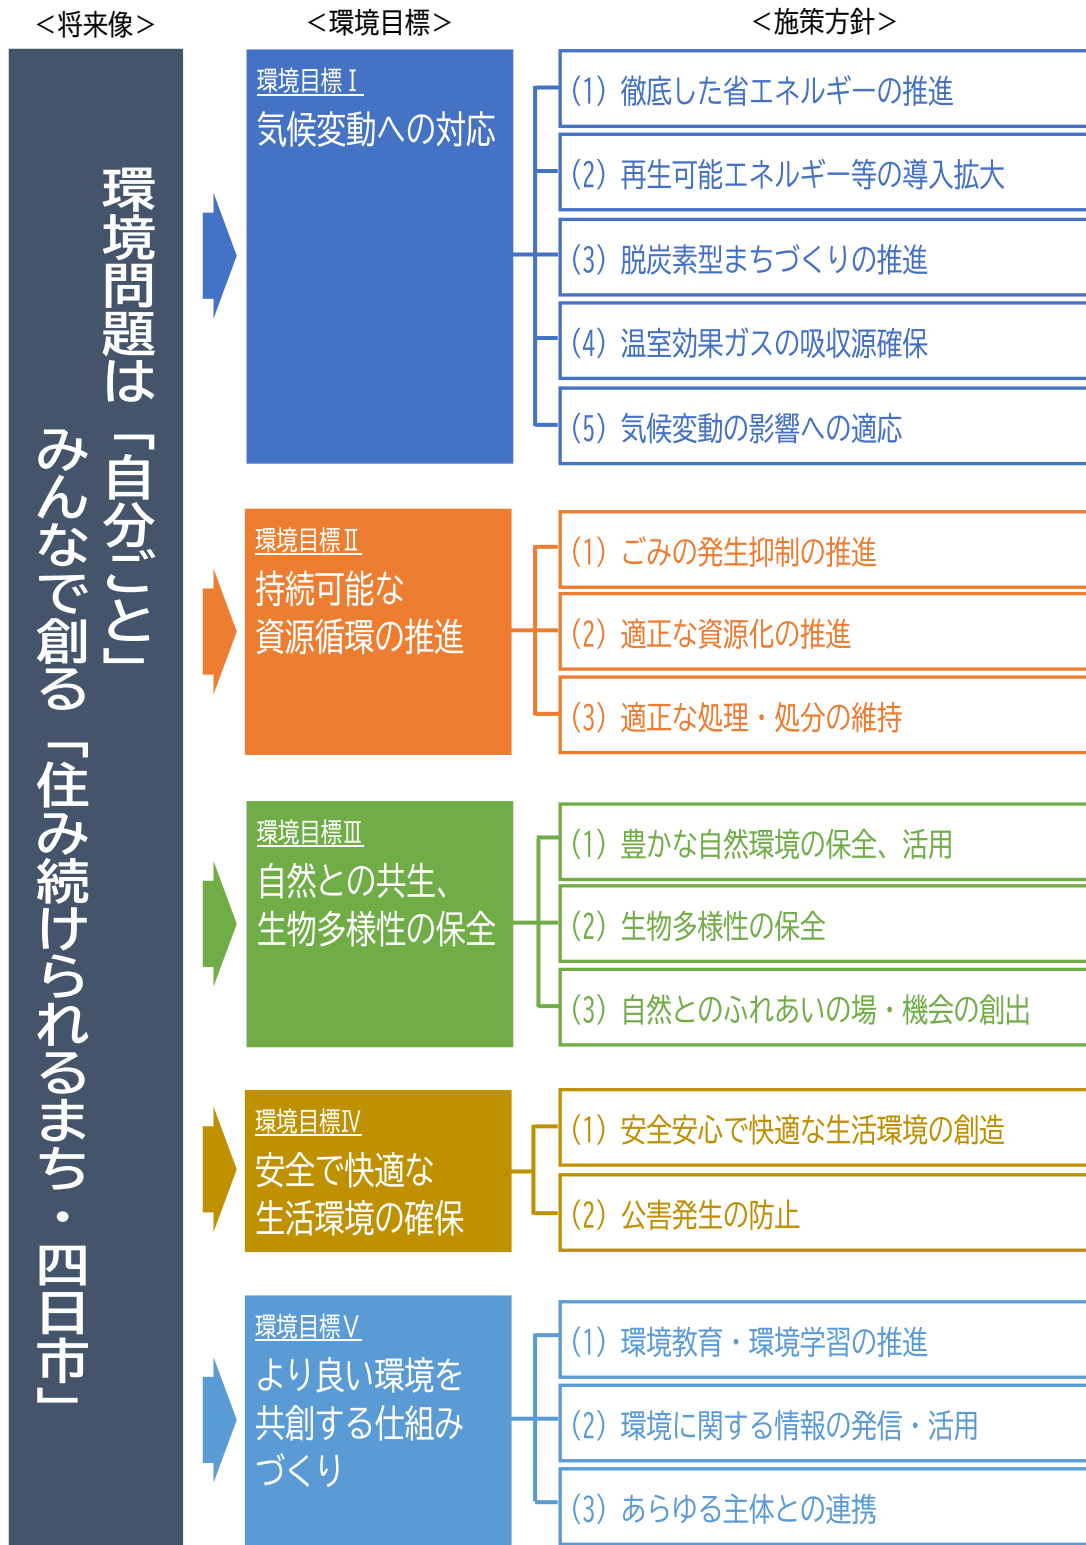 ＜将来像＞
＜環境目標＞
＜施策方針＞
環境問題は「自分ごと」
みんなで創る「住み続けられるまち・四日市」
環境目標Ⅰ
気候変動への対応
(1) 徹底した省エネルギーの推進
(2) 再生可能エネルギー等の導入拡大
(3) 脱炭素型まちづくりの推進
(4) 温室効果ガスの吸収源確保
(5) 気候変動の影響への適応
環境目標Ⅱ
持続可能な
資源循環の推進
(1) ごみの発生抑制の推進
(2) 適正な資源化の推進
(3) 適正な処理・処分の維持
環境目標Ⅲ
自然との共生、
生物多様性の保全
(1) 豊かな自然環境の保全、活用
(2) 生物多様性の保全
(3) 自然とのふれあいの場・機会の創出
環境目標Ⅳ
安全で快適な
生活環境の確保
(1) 安全安心で快適な生活環境の創造
(2) 公害発生の防止
環境目標Ⅴ
より良い環境を
共創する仕組み
づくり
(1) 環境教育・環境学習の推進
(2) 環境に関する情報の発信・活用
(3) あらゆる主体との連携